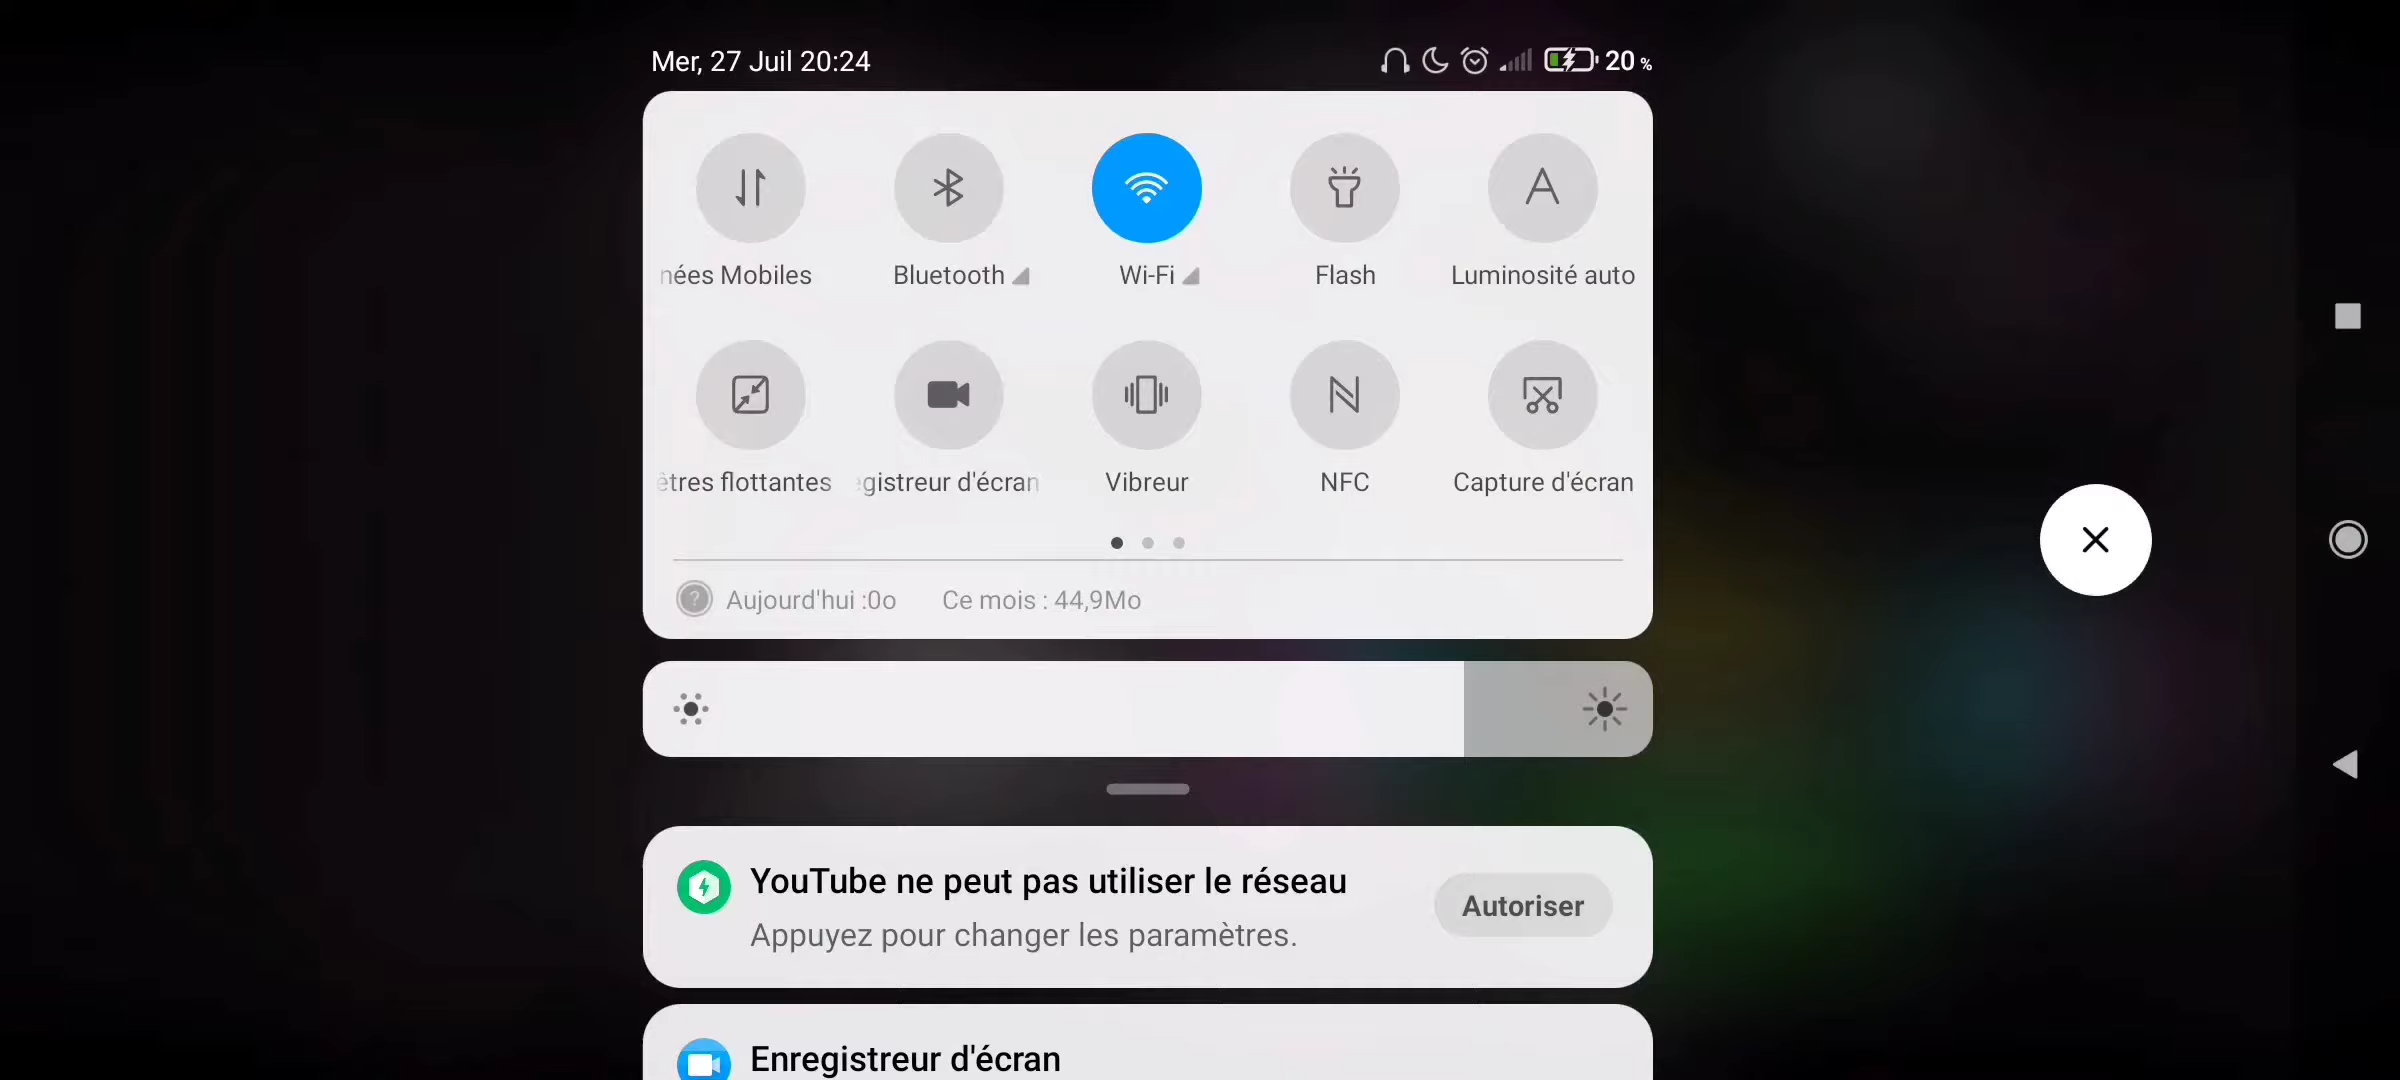 Mer, 27 Juil 20:24
20 %
nées Mobiles
Bluetooth
Wi-Fi
Flash
Luminosité auto
êtres flottantes
gistreur d'écran
Vibreur
NFC
Capture d'écran
Aujourd'hui :0o Ce mois : 44,9Mo
YouTube ne peut pas utiliser le réseau
Appuyez pour changer les paramètres.
Autoriser
Enregistreur d'écran